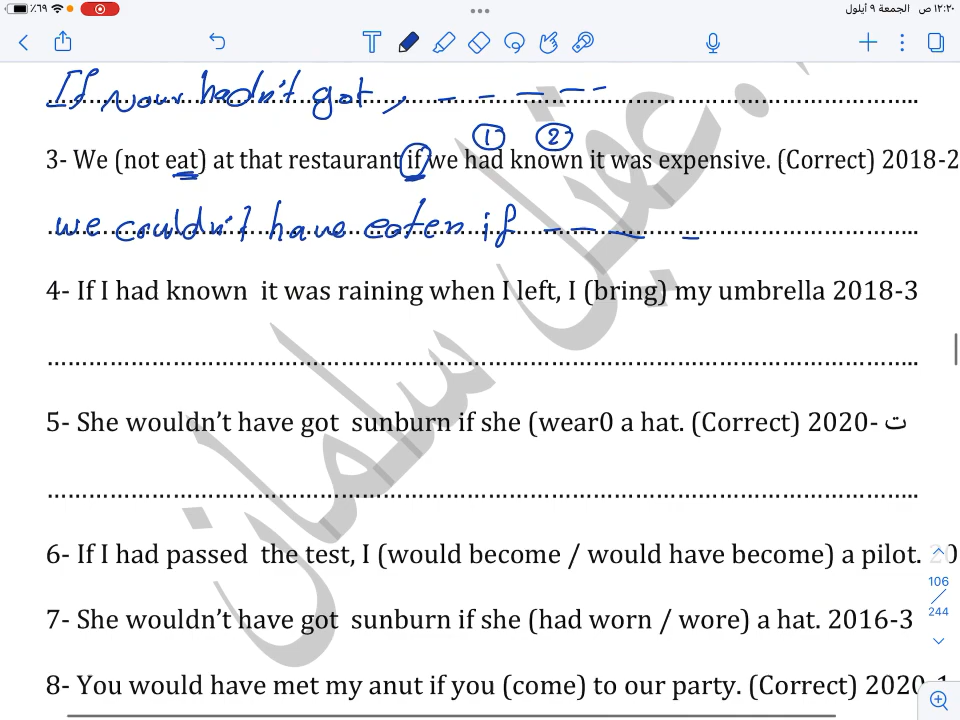 ١٢:٢٠ ص الجمعة ٩ أيلول ٪٦٩
If your hadn't got , - - - - -
① ②
3- We (not eat) at that restaurant if we had known it was expensive. (Correct) 2018-2
we couldn't have eaten if - - - -
4- If I had known it was raining when I left, I (bring) my umbrella 2018-3
5- She wouldn't have got sunburn if she (wear0 a hat. (Correct) 2020- ت
6- If I had passed the test, I (would become / would have become) a pilot. 20
7- She wouldn't have got sunburn if she (had worn / wore) a hat. 2016-3
8- You would have met my anut if you (come) to our party. (Correct) 2020-1
106
244